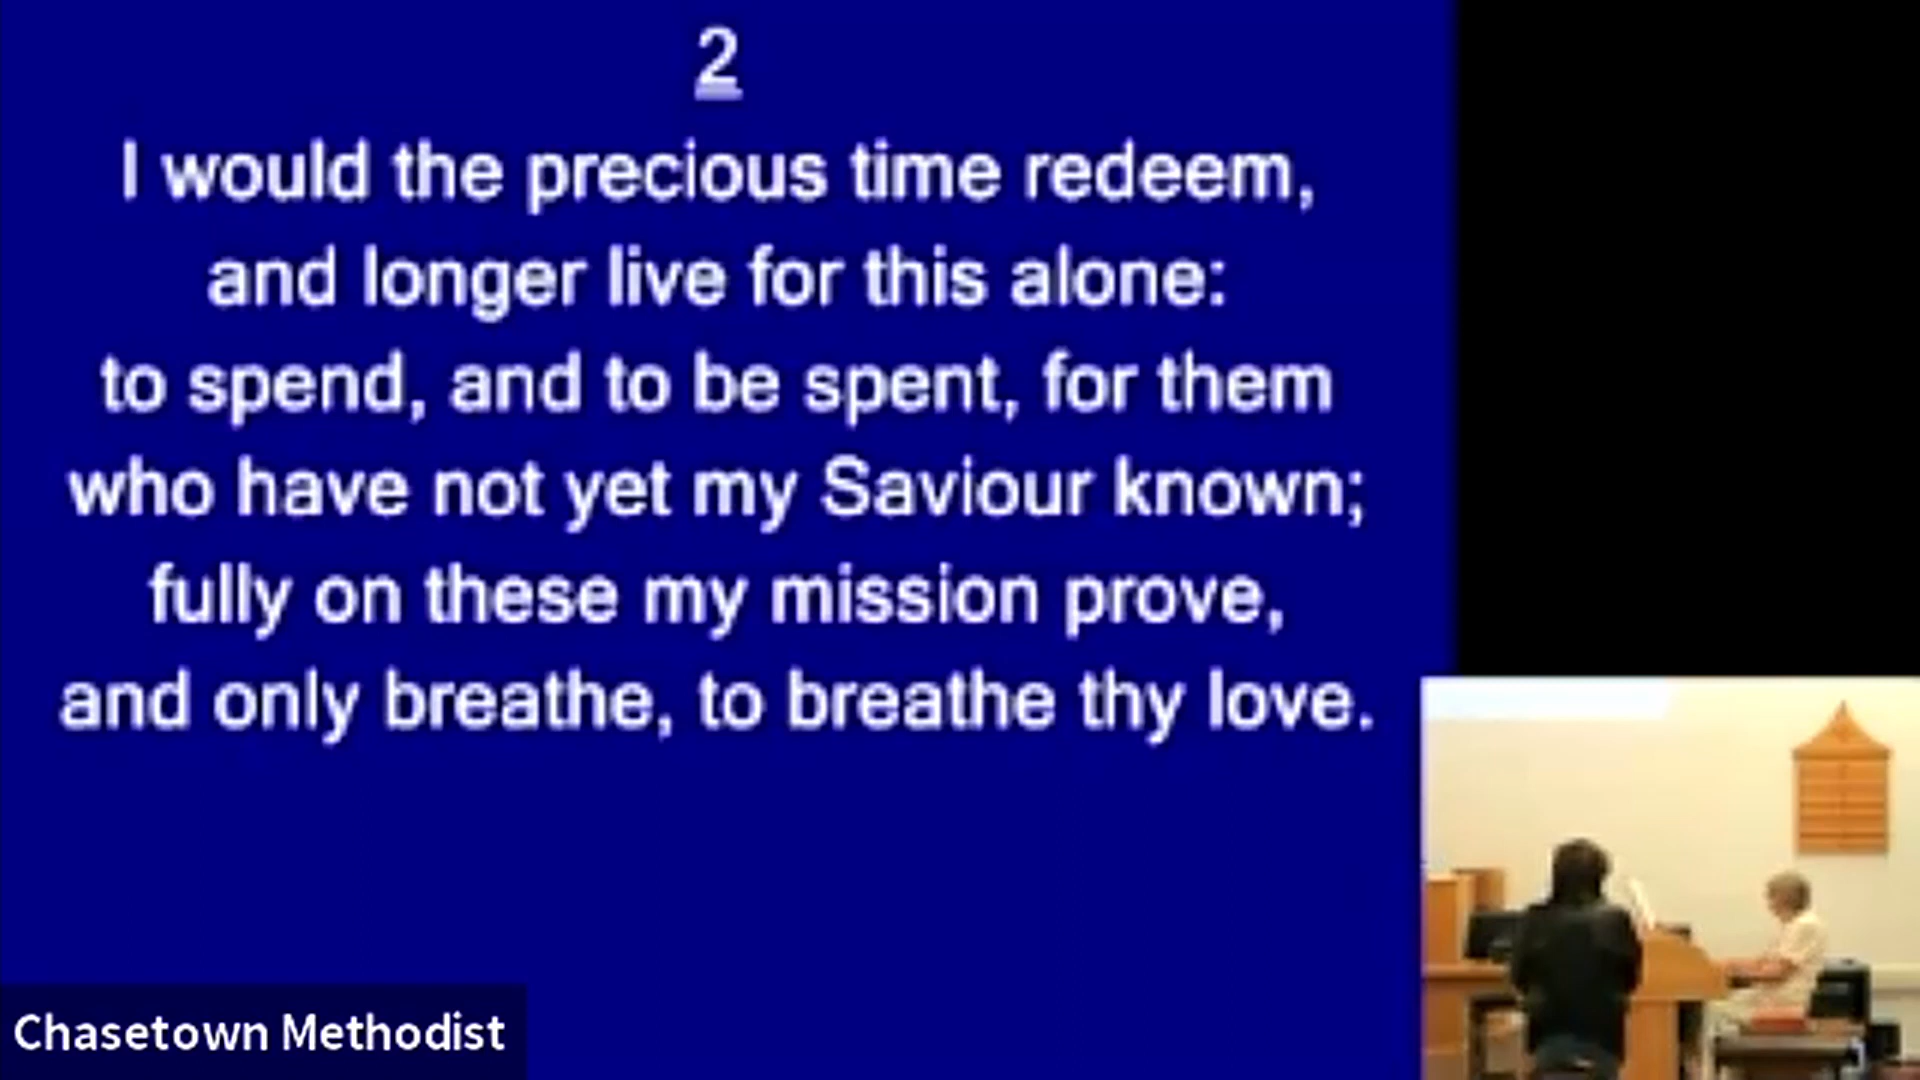 2
I would the precious time redeem,
and longer live for this alone:
to spend, and to be spent, for them
who have not yet my Saviour known;
fully on these my mission prove,
and only breathe, to breathe thy love.
Chasetown Methodist